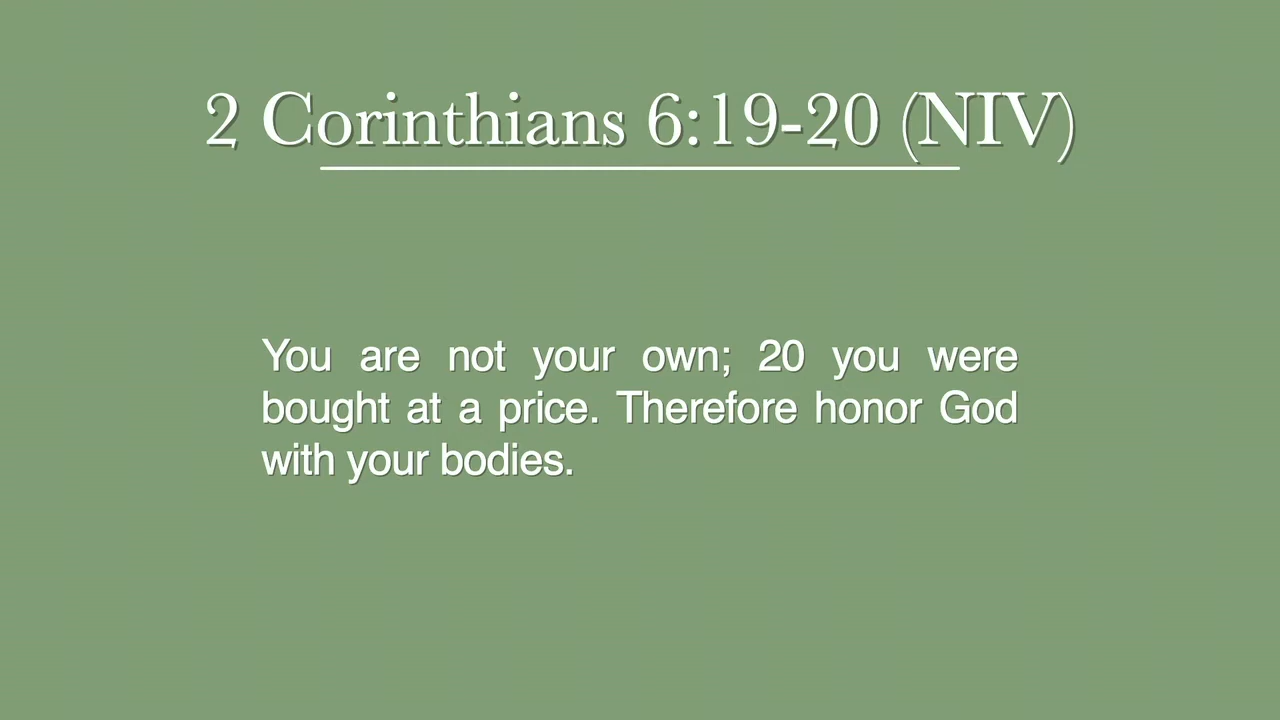 2 Corinthians 6:19-20 (NIV)
You are not your own; 20 you were
bought at a price. Therefore honor God
with your bodies.